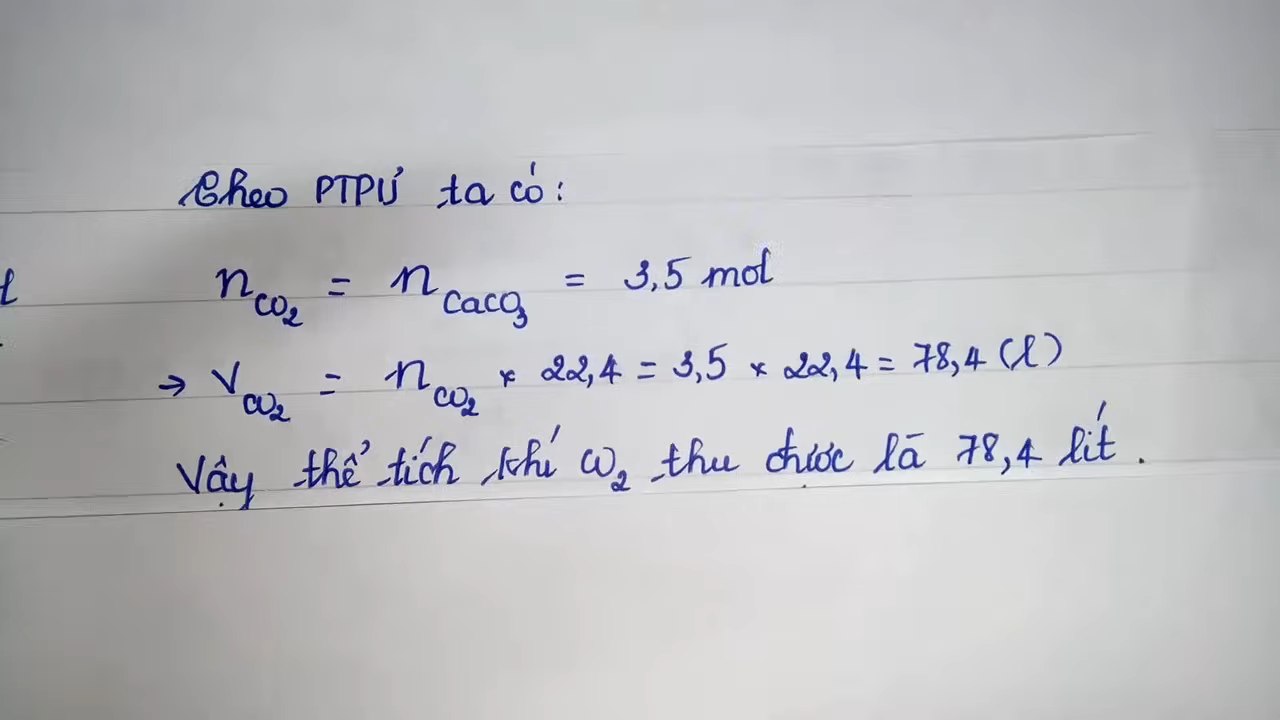 Theo PTPƯ ta có:
n_CO₂ = n_CaCO₃ = 3,5 mol
→ V_CO₂ = n_CO₂ * 22,4 = 3,5 * 22,4 = 78,4 (l)
Vậy thể tích khí CO₂ thu được là 78,4 lít.